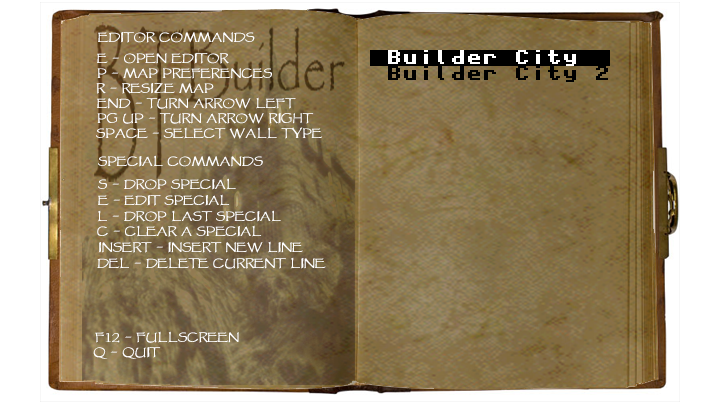 EDITOR COMMANDS
E - OPEN EDITOR
P - MAP PREFERENCES
R - RESIZE MAP
END - TURN ARROW LEFT
PG UP - TURN ARROW RIGHT
SPACE - SELECT WALL TYPE
SPECIAL COMMANDS
S - DROP SPECIAL
E - EDIT SPECIAL
L - DROP LAST SPECIAL
C - CLEAR A SPECIAL
INSERT - INSERT NEW LINE
DEL - DELETE CURRENT LINE
F12 - FULLSCREEN
Q - QUIT
Builder
Builder City
Builder City 2